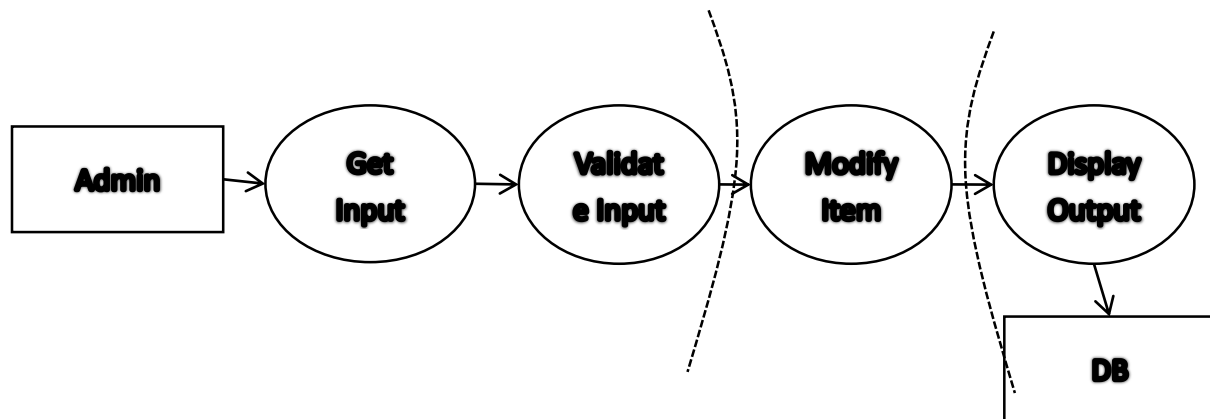 Admin
Get
Input
Validat
e Input
Modify
Item
Display
Output
DB